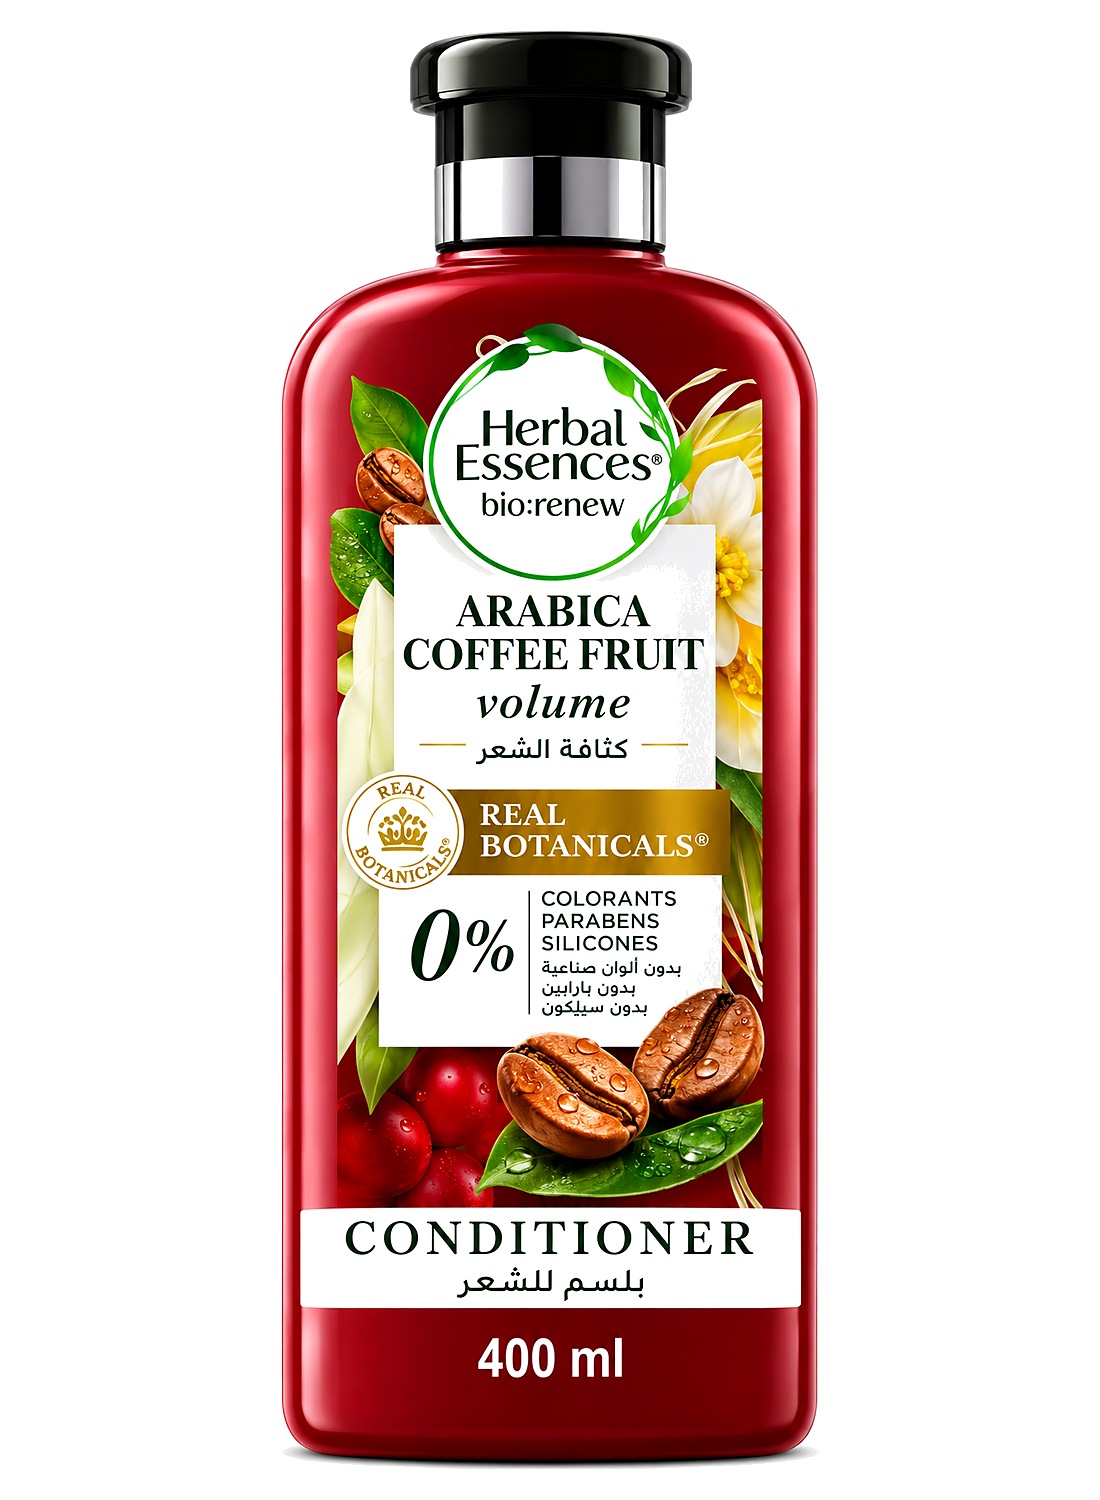 Herbal
Essences®
bio:renew
ARABICA
COFFEE FRUIT
volume
كثافة الشعر
REAL
BOTANICALS®
REAL
BOTANICALS®
0%
COLORANTS
PARABENS
SILICONES
بدون ألوان صناعية
بدون بارابين
بدون سيليكون
CONDITIONER
بلسم للشعر
400 ml